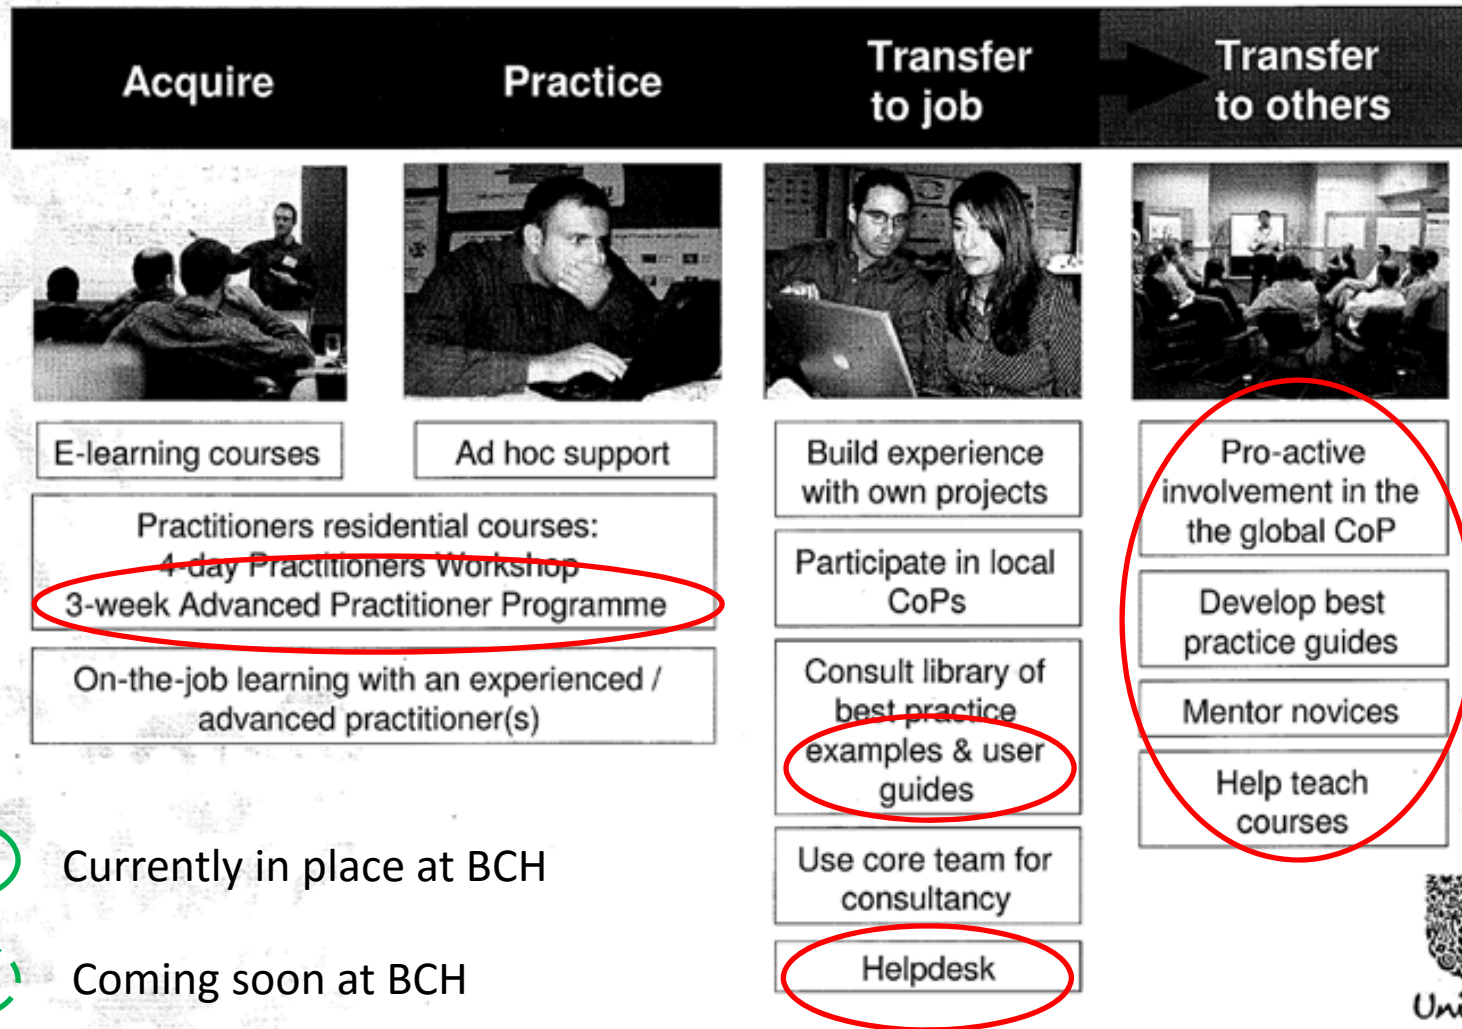 Acquire
Practice
Transfer
to job
Transfer
to others
E-learning courses
Ad hoc support
Practitioners residential courses:
4-day Practitioners Workshop
3-week Advanced Practitioner Programme
On-the-job learning with an experienced /
advanced practitioner(s)
Build experience
with own projects
Participate in local
CoPs
Consult library of
best practice
examples & user
guides
Use core team for
consultancy
Helpdesk
Pro-active
involvement in the
the global CoP
Develop best
practice guides
Mentor novices
Help teach
courses
Currently in place at BCH
Coming soon at BCH